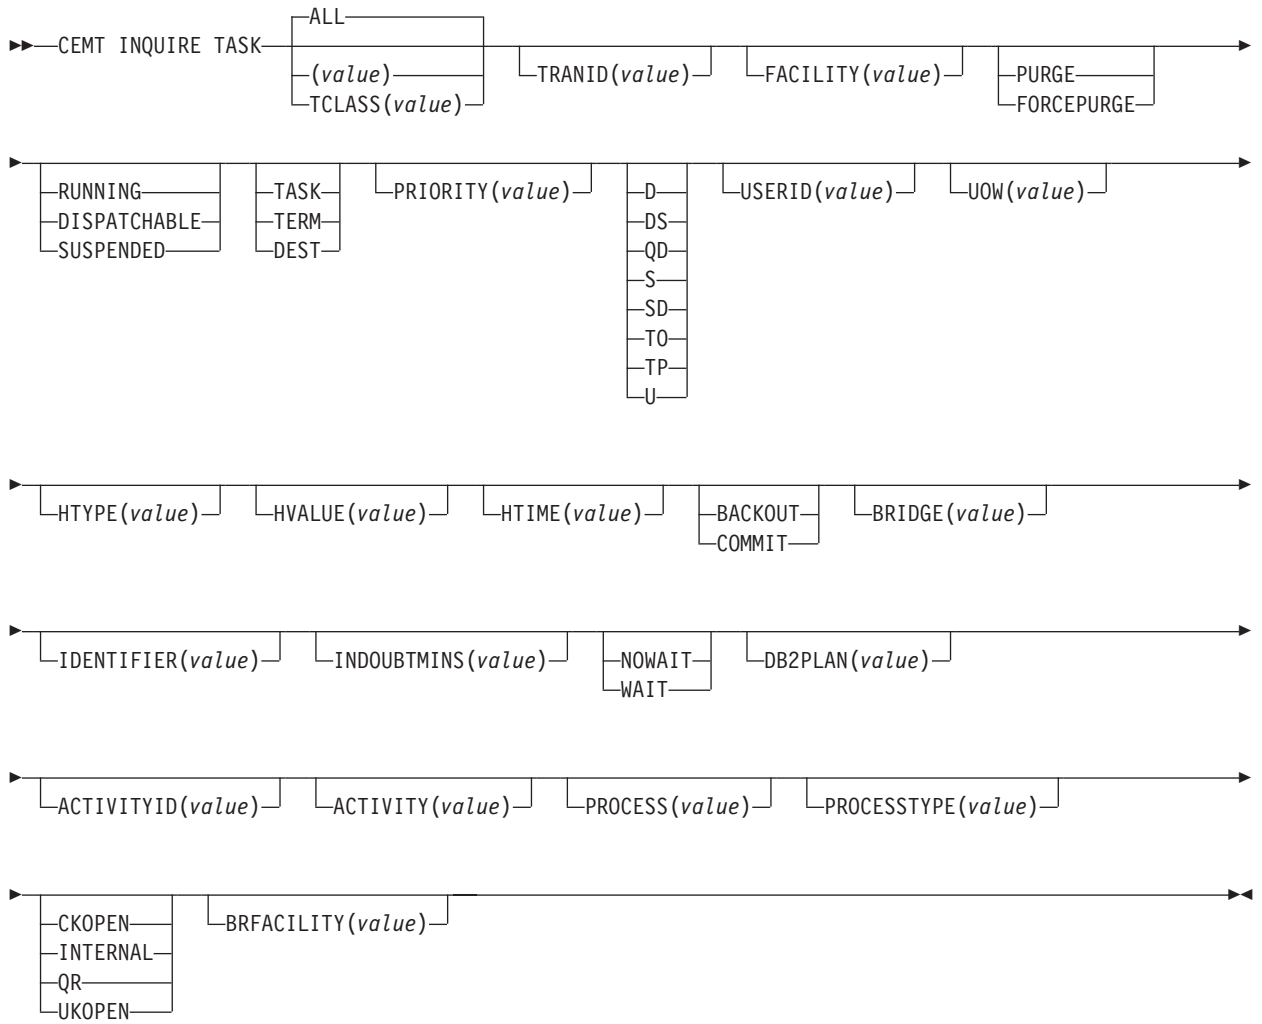 ALL
CEMT INQUIRE TASK
(value)
TCLASS(value)
TRANID(value)
FACILITY(value)
PURGE
FORCEPURGE
RUNNING
DISPATCHABLE
SUSPENDED
TASK
TERM
DEST
PRIORITY(value)
D
DS
QD
S
SD
TO
TP
U
USERID(value)
UOW(value)
HTYPE(value)
HVALUE(value)
HTIME(value)
BACKOUT
COMMIT
BRIDGE(value)
IDENTIFIER(value)
INDOUBTMINS(value)
NOWAIT
WAIT
DB2PLAN(value)
ACTIVITYID(value)
ACTIVITY(value)
PROCESS(value)
PROCESSTYPE(value)
CKOPEN
INTERNAL
QR
UKOPEN
BRFACILITY(value)